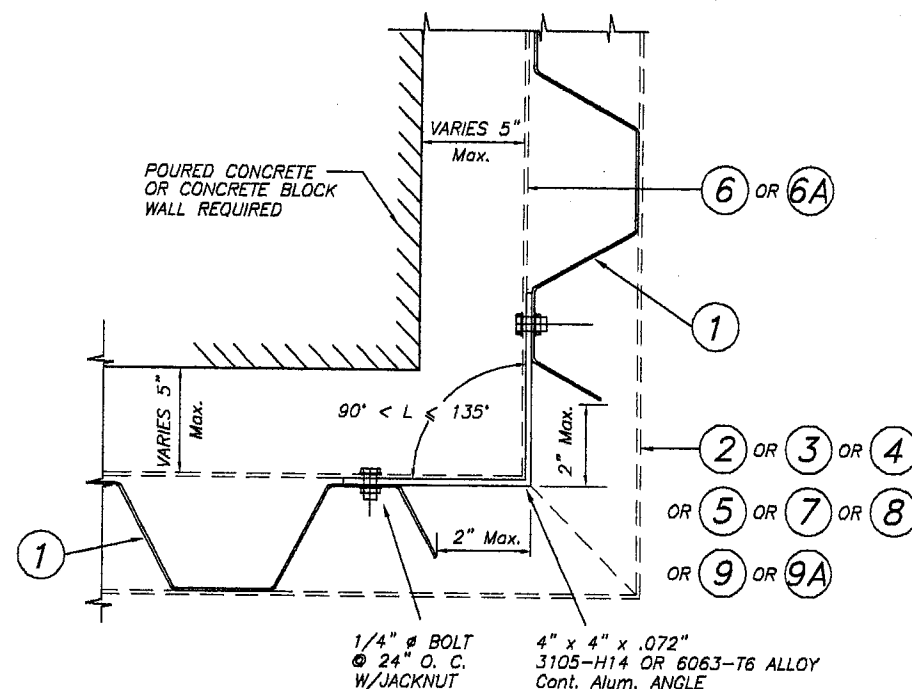 VARIES 5"
Max.
POURED CONCRETE
OR CONCRETE BLOCK
WALL REQUIRED
6 OR 6A
1
VARIES 5"
Max.
90° < L ≤ 135°
2" Max.
2 OR 3 OR 4
OR 5 OR 7 OR 8
OR 9 OR 9A
1
2" Max.
1/4" ø BOLT
@ 24" O. C.
W/JACKNUT
4" x 4" x .072"
3105-H14 OR 6063-T6 ALLOY
Cont. Alum. ANGLE